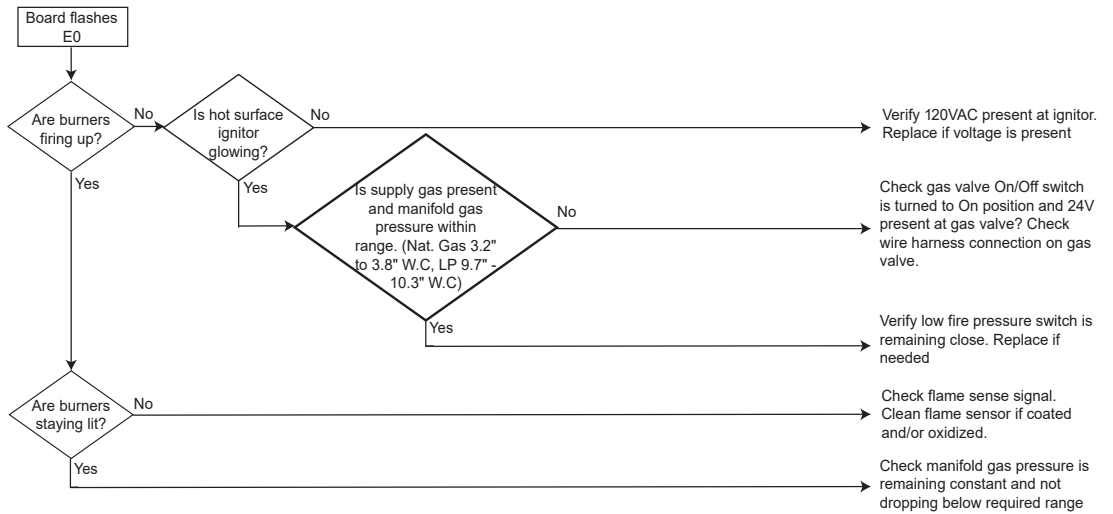 Board flashes
E0
Are burners
firing up?
No
Yes
Is hot surface
ignitor
glowing?
No
Yes
Verify 120VAC present at ignitor.
Replace if voltage is present
Is supply gas present
and manifold gas
pressure within
range. (Nat. Gas 3.2"
to 3.8" W.C, LP 9.7" -
10.3" W.C)
No
Yes
Check gas valve On/Off switch
is turned to On position and 24V
present at gas valve? Check
wire harness connection on gas
valve.
Verify low fire pressure switch is
remaining close. Replace if
needed
Are burners
staying lit?
No
Yes
Check flame sense signal.
Clean flame sensor if coated
and/or oxidized.
Check manifold gas pressure is
remaining constant and not
dropping below required range